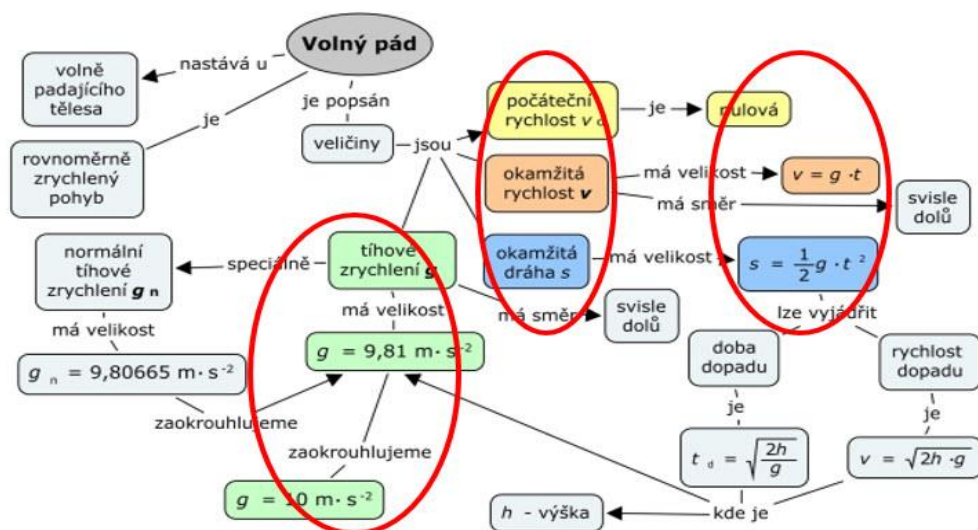 Volný pád
volně
padajícího
tělesa
nastává u
je
rovnoměrně
zrychlený
pohyb
je popsán
veličiny
jsou
počáteční
rychlost v 0
je
nulová
okamžitá
rychlost v
má velikost
v = g · t
má směr
svisle
dolů
okamžitá
dráha s
má velikost
s = 1/2 g · t ²
tíhové
zrychlení g
speciálně
normální
tíhové
zrychlení g n
má velikost
g n = 9,80665 m· s⁻²
zaokrouhlujeme
má velikost
g = 9,81 m· s⁻²
zaokrouhlujeme
g = 10 m· s⁻²
má směr
svisle
dolů
lze vyjádřit
doba
dopadu
je
t d = √(2h/g)
rychlost
dopadu
je
v = √(2h · g)
kde je
h - výška